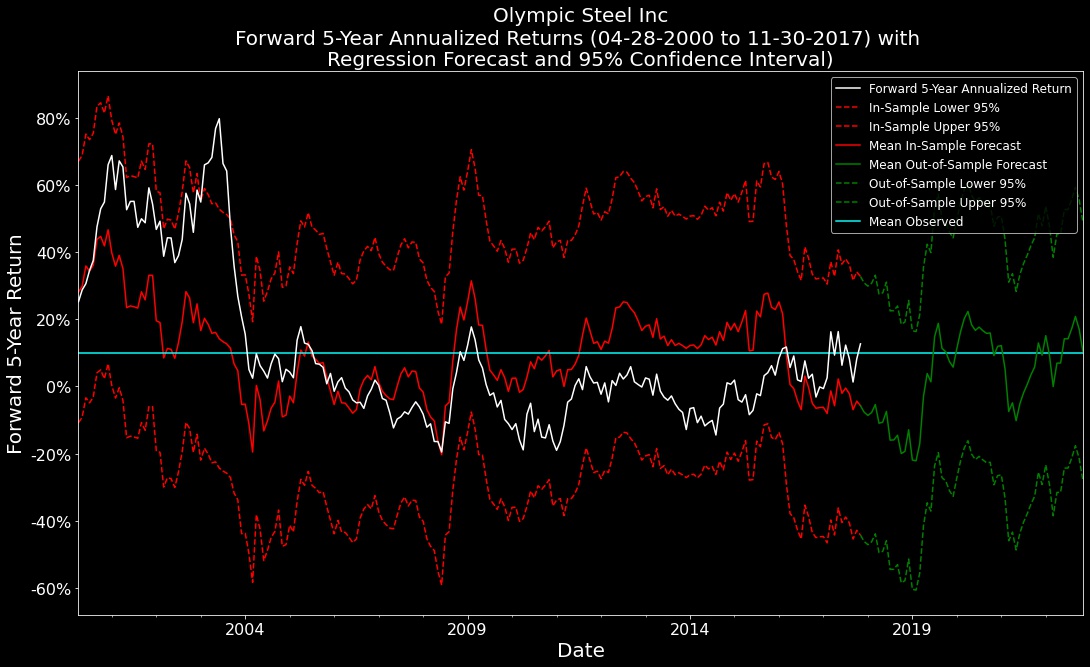 Olympic Steel Inc
Forward 5-Year Annualized Returns (04-28-2000 to 11-30-2017) with
Regression Forecast and 95% Confidence Interval)
Forward 5-Year Annualized Return
In-Sample Lower 95%
In-Sample Upper 95%
Mean In-Sample Forecast
Mean Out-of-Sample Forecast
Out-of-Sample Lower 95%
Out-of-Sample Upper 95%
Mean Observed
Forward 5-Year Return
80%
60%
40%
20%
0%
-20%
-40%
-60%
2004
2009
2014
2019
Date